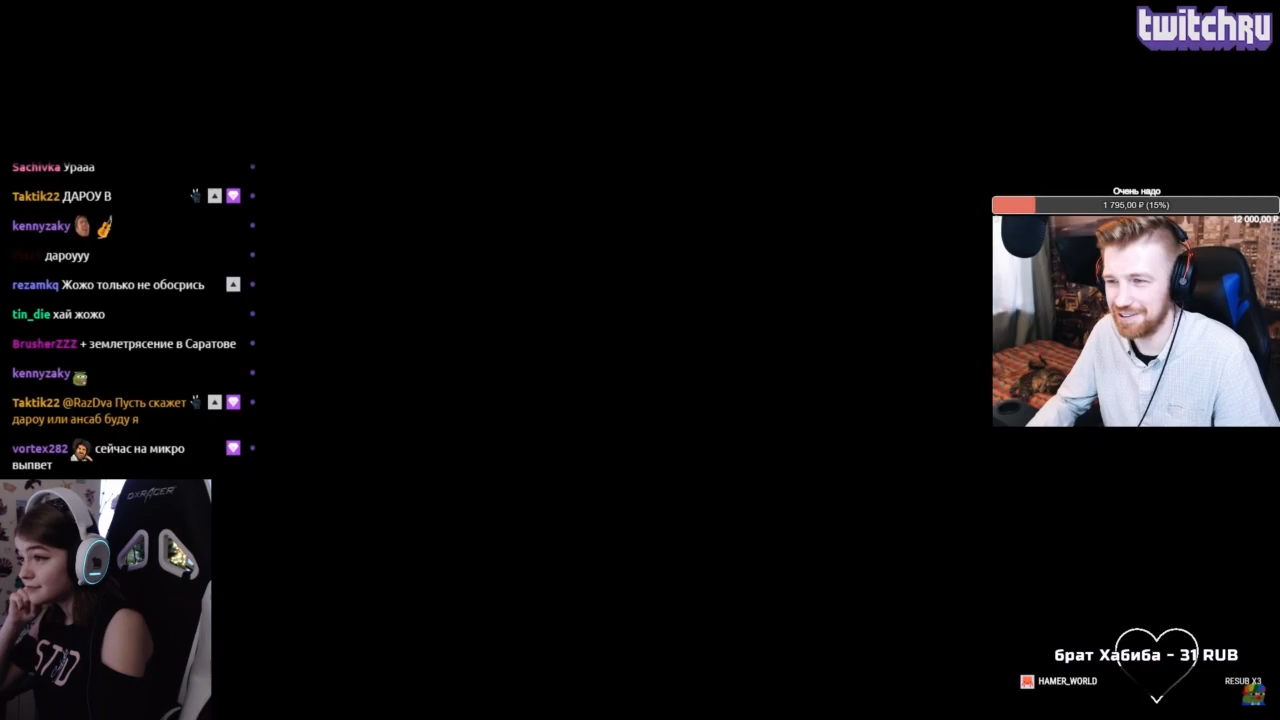 twitchRU
Sachivka Урааа
Taktik22 ДАРОУ В
kennyzaky
дароууу
rezamkq Жожо только не обосрись
tin_die хай жожо
BrusherZZZ + землетрясение в Саратове
kennyzaky
Taktik22 @RazDva Пусть скажет
дароу или ансаб буду я
vortex282 сейчас на микро
выпвет
Очень надо
1 795,00 ₽ (15%)
12 000,00 ₽
DXRACER
брат Хабиба - 31 RUB
HAMER_WORLD
RESUB X3